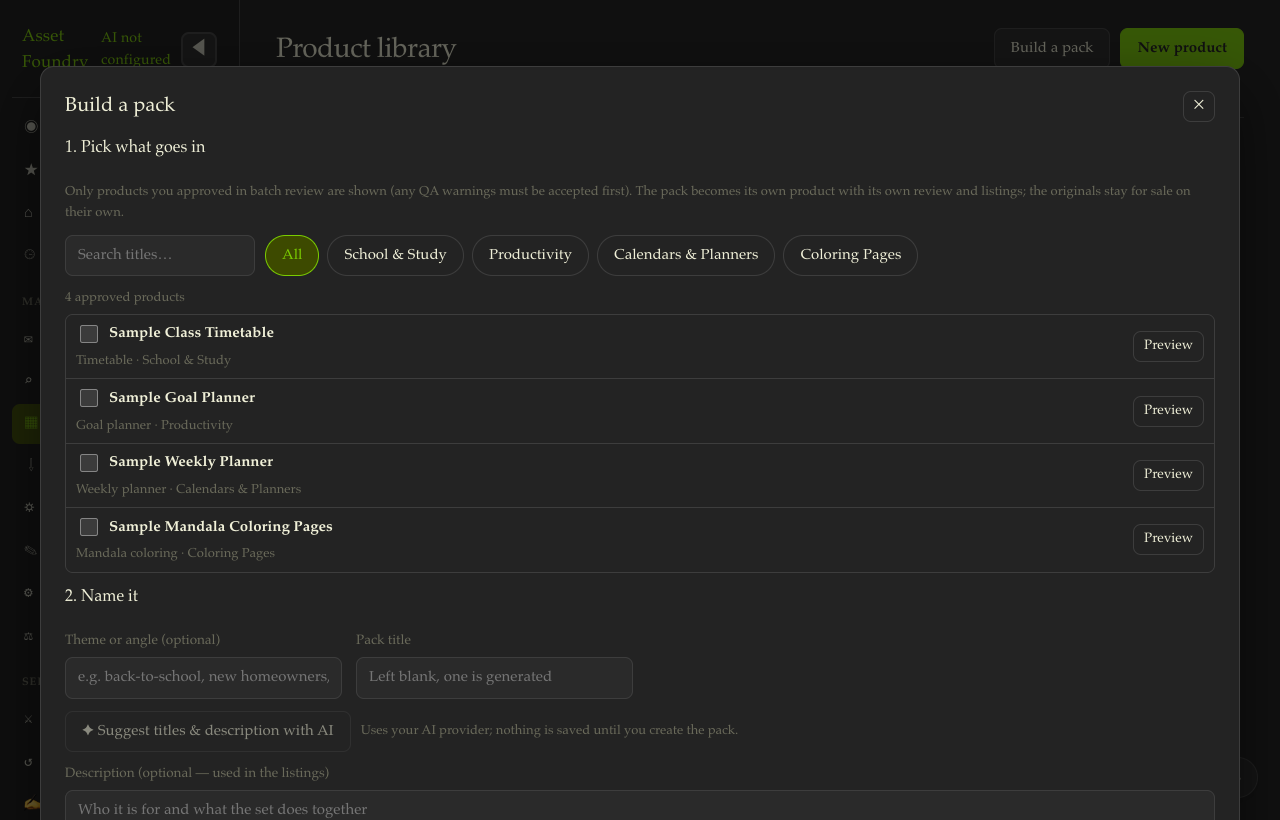 Asset Foundry
AI not configured
Product library
Build a pack
New product
Build a pack
1. Pick what goes in
Only products you approved in batch review are shown (any QA warnings must be accepted first). The pack becomes its own product with its own review and listings; the originals stay for sale on
their own.
Search titles…
All
School & Study
Productivity
Calendars & Planners
Coloring Pages
4 approved products
Sample Class Timetable
Timetable · School & Study
Preview
Sample Goal Planner
Goal planner · Productivity
Preview
Sample Weekly Planner
Weekly planner · Calendars & Planners
Preview
Sample Mandala Coloring Pages
Mandala coloring · Coloring Pages
Preview
2. Name it
Theme or angle (optional)
Pack title
e.g. back-to-school, new homeowners,
Left blank, one is generated
✦ Suggest titles & description with AI
Uses your AI provider; nothing is saved until you create the pack.
Description (optional — used in the listings)
Who it is for and what the set does together